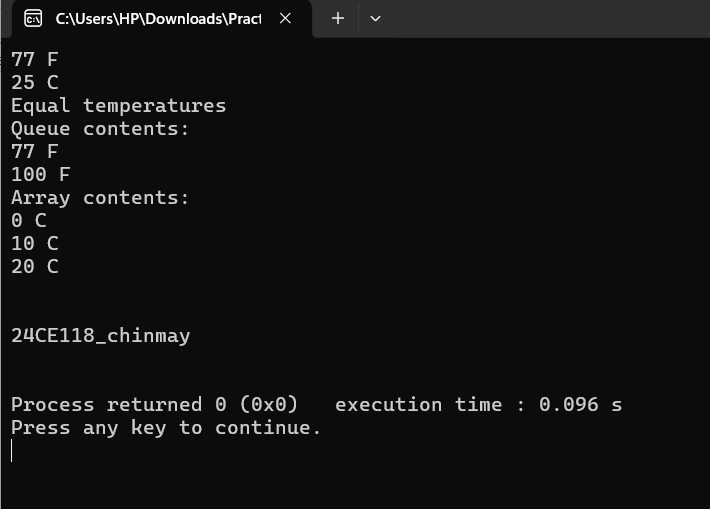 C:\Users\HP\Downloads\Pract
77 F
25 C
Equal temperatures
Queue contents:
77 F
100 F
Array contents:
0 C
10 C
20 C
24CE118_chinmay
Process returned 0 (0x0)   execution time : 0.096 s
Press any key to continue.